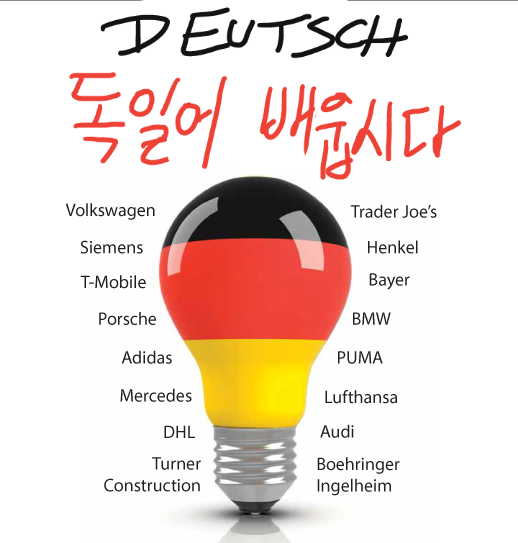 DEUTSCH
독일어 배웁시다
Volkswagen
Siemens
T-Mobile
Porsche
Adidas
Mercedes
DHL
Turner
Construction
Trader Joe's
Henkel
Bayer
BMW
PUMA
Lufthansa
Audi
Boehringer
Ingelheim